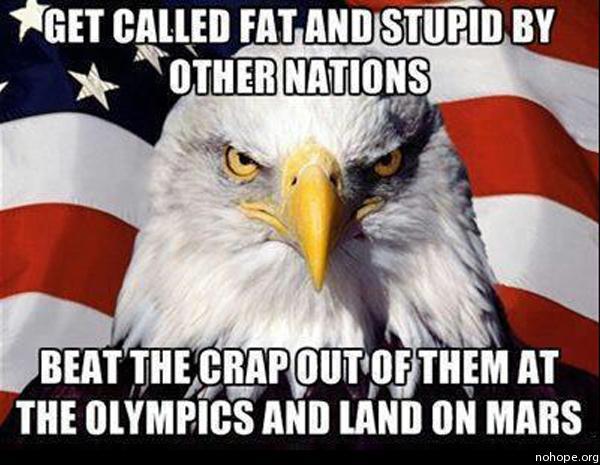 GET CALLED FAT AND STUPID BY
OTHER NATIONS
BEAT THE CRAP OUT OF THEM AT
THE OLYMPICS AND LAND ON MARS
nohope.org